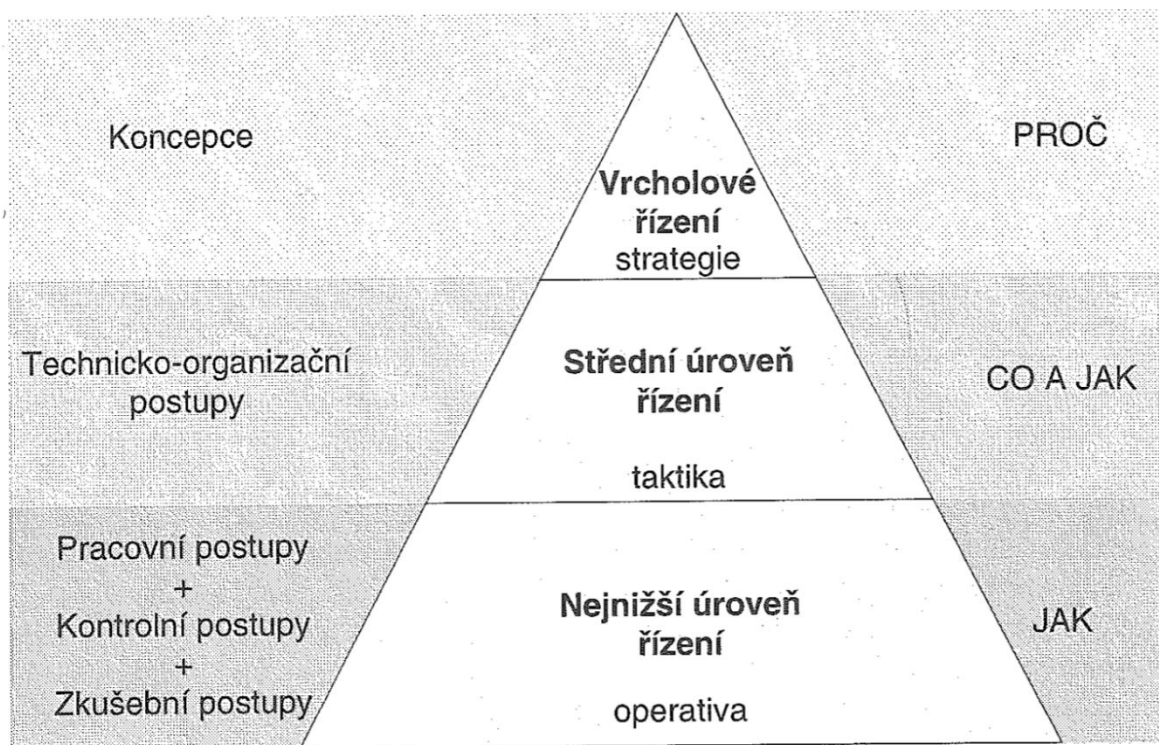 Koncepce
PROČ
Vrcholové
řízení
strategie
Technicko-organizační
postupy
Střední úroveň
řízení
taktika
CO A JAK
Pracovní postupy
+
Kontrolní postupy
+
Zkušební postupy
Nejnižší úroveň
řízení
operativa
JAK